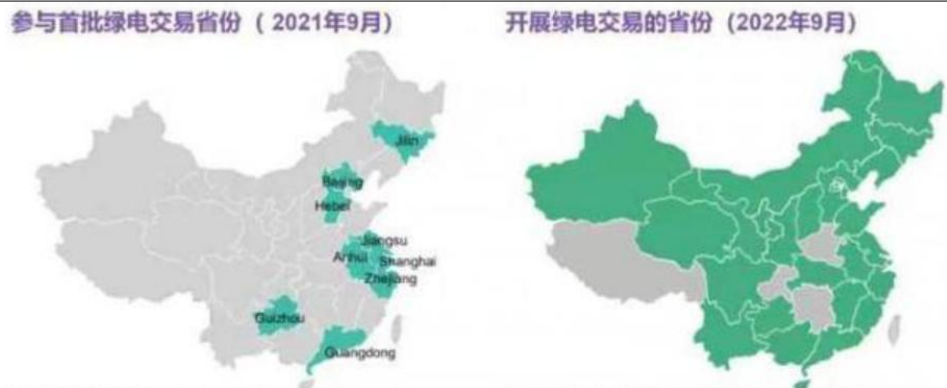 参与首批绿电交易省份（ 2021年9月）
开展绿电交易的省份（2022年9月）
Jilin
Beijing
Hebei
Jiangsu
Anhui
Shanghai
Zhejiang
Guizhou
Guangdong